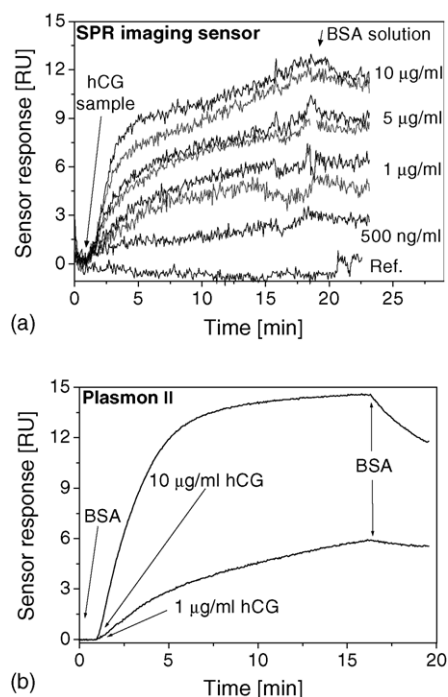 SPR imaging sensor
BSA solution
hCG
sample
10 µg/ml
5 µg/ml
1 µg/ml
500 ng/ml
Ref.
Sensor response [RU]
15
12
9
6
3
0
0 5 10 15 20 25
Time [min]
(a)
Plasmon II
BSA
10 µg/ml hCG
BSA
1 µg/ml hCG
Sensor response [RU]
15
12
9
6
3
0
0 5 10 15 20
Time [min]
(b)